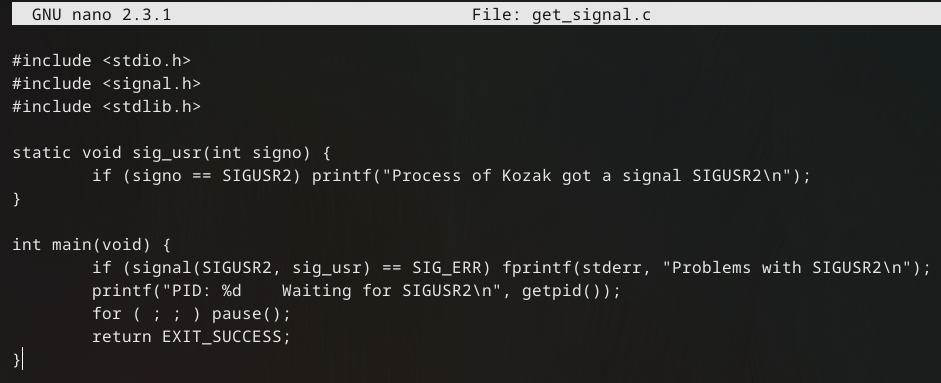 GNU nano 2.3.1 File: get_signal.c
#include <stdio.h>
#include <signal.h>
#include <stdlib.h>
static void sig_usr(int signo) {
if (signo == SIGUSR2) printf("Process of Kozak got a signal SIGUSR2\n");
}
int main(void) {
if (signal(SIGUSR2, sig_usr) == SIG_ERR) fprintf(stderr, "Problems with SIGUSR2\n");
printf("PID: %d    Waiting for SIGUSR2\n", getpid());
for ( ; ; ) pause();
return EXIT_SUCCESS;
}